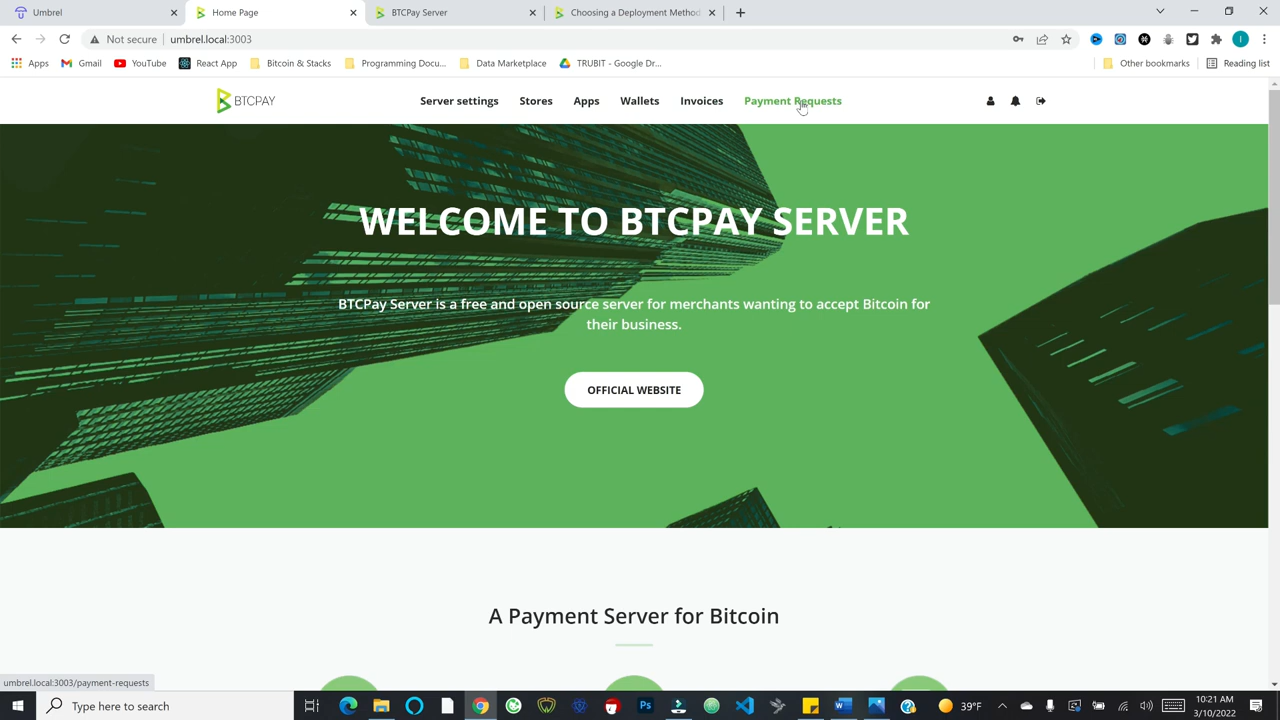 Umbrel
Home Page
BTCPay Server
Choosing a Deployment Method
Not secure
umbrel.local:3003
Apps
Gmail
YouTube
React App
Bitcoin & Stacks
Programming Docu...
Data Marketplace
TRUBIT - Google Dr...
Other bookmarks
Reading list
BTCPAY
Server settings
Stores
Apps
Wallets
Invoices
Payment Requests
WELCOME TO BTCPAY SERVER
BTCPay Server is a free and open source server for merchants wanting to accept Bitcoin for
their business.
OFFICIAL WEBSITE
A Payment Server for Bitcoin
umbrel.local:3003/payment-requests
Type here to search
39°F
10:21 AM
3/10/2022